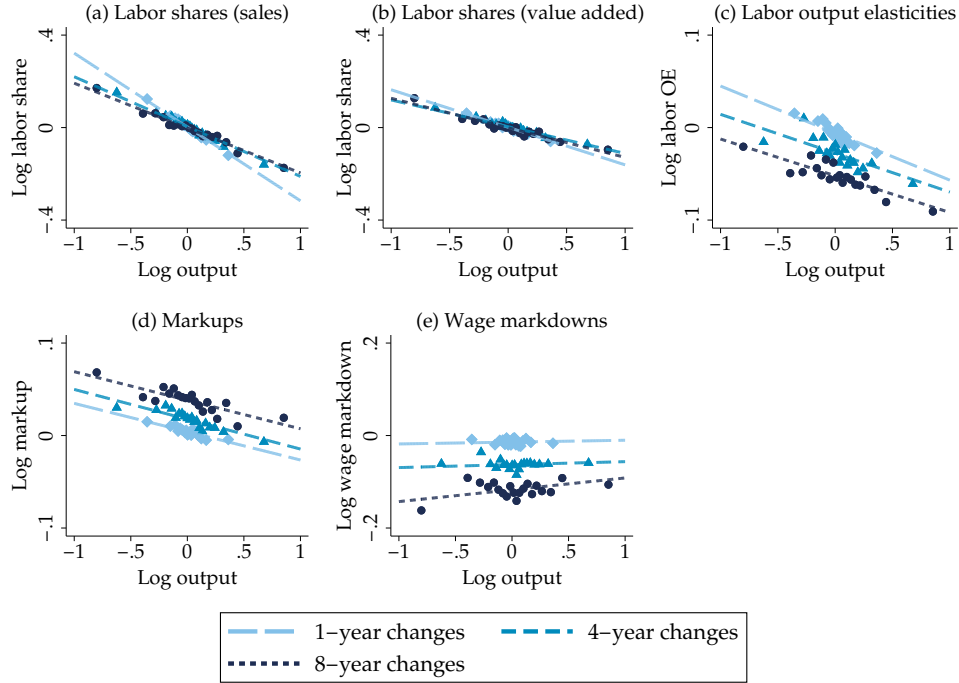 (a) Labor shares (sales)
(b) Labor shares (value added)
(c) Labor output elasticities
Log labor share
.4
0
-.4
-1
-.5
0
.5
1
Log output
Log labor share
.4
0
-.4
-1
-.5
0
.5
1
Log output
Log labor OE
.1
0
-.1
-1
-.5
0
.5
1
Log output
(d) Markups
(e) Wage markdowns
Log markup
.1
0
-.1
-1
-.5
0
.5
1
Log output
Log wage markdown
.2
0
-.2
-1
-.5
0
.5
1
Log output
1-year changes
4-year changes
8-year changes